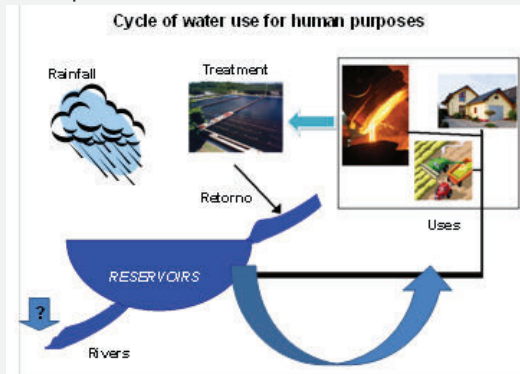 Cycle of water use for human purposes
Rainfall
Treatment
Retorno
Uses
RESERVOIRS
?
Rivers